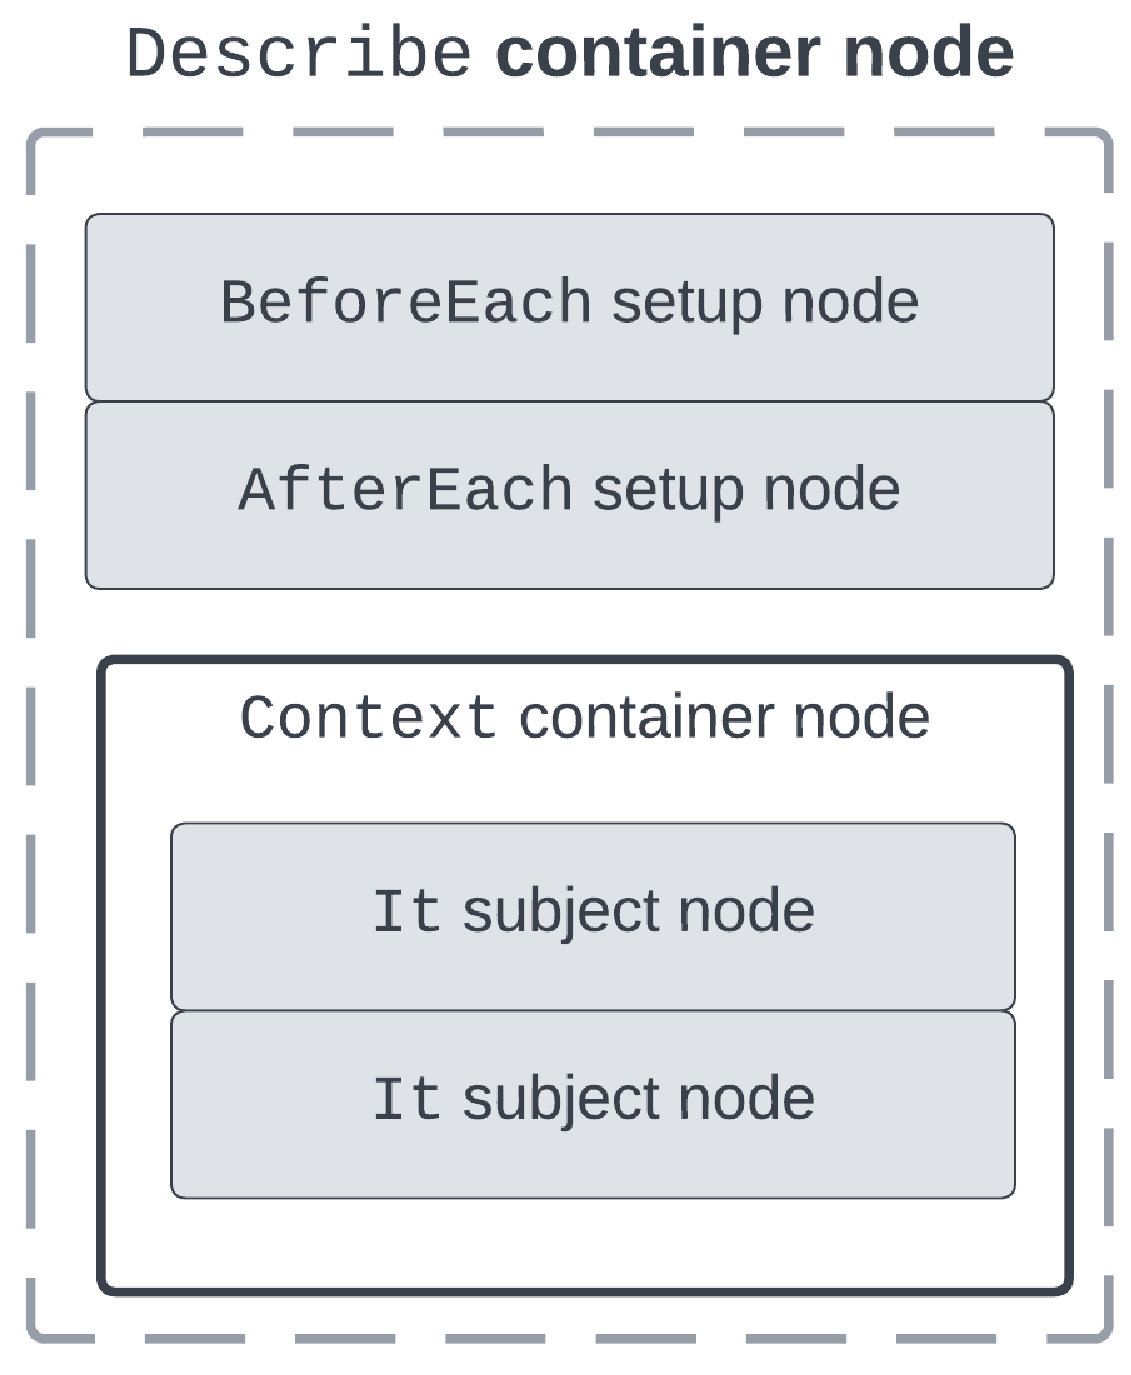 Describe container node
BeforeEach setup node
AfterEach setup node
Context container node
It subject node
It subject node